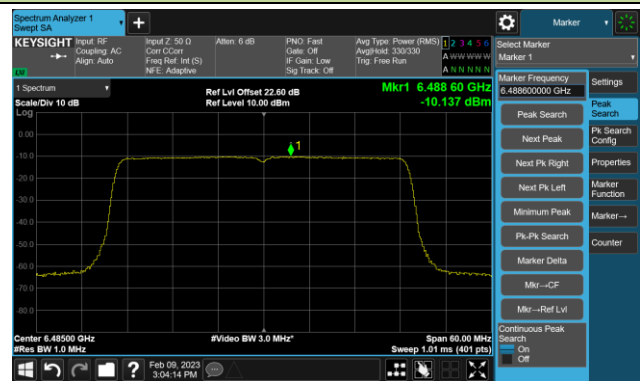 Spectrum Analyzer 1
Swept SA
+
Marker
KEYSIGHT
Input: RF
Coupling: AC
Align: Auto
Input Z: 50 Ω
Corr CCorr
Freq Ref: Int (S)
NFE: Adaptive
Atten: 6 dB
PNO: Fast
Gate: Off
IF Gain: Low
Sig Track: Off
Avg Type: Power (RMS)
Avg|Hold: 330/330
Trig: Free Run
1 2 3 4 5 6
A W W W W W
A N N N N N
LW
Select Marker
Marker 1
1 Spectrum
Scale/Div 10 dB
Log
Ref Lvl Offset 22.60 dB
Ref Level 10.00 dBm
Mkr1 6.488 60 GHz
-10.137 dBm
0.00
-10.0
-20.0
-30.0
-40.0
-50.0
-60.0
-70.0
-80.0
1
Center 6.48500 GHz
#Res BW 1.0 MHz
#Video BW 3.0 MHz*
Span 60.00 MHz
Sweep 1.01 ms (401 pts)
Marker Frequency
6.488600000 GHz
Peak Search
Next Peak
Next Pk Right
Next Pk Left
Minimum Peak
Pk-Pk Search
Marker Delta
Mkr→CF
Mkr→Ref Lvl
Continuous Peak
Search
On
Off
Settings
Peak
Search
Pk Search
Config
Properties
Marker
Function
Marker→
Counter
?
Feb 09, 2023
3:04:14 PM